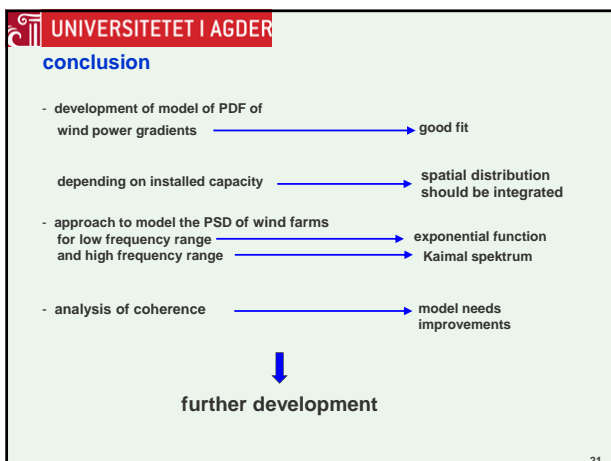 UNIVERSITETET I AGDER
conclusion
- development of model of PDF of
wind power gradients
good fit
depending on installed capacity
spatial distribution
should be integrated
- approach to model the PSD of wind farms
for low frequency range
exponential function
and high frequency range
Kaimal spektrum
- analysis of coherence
model needs
improvements
further development
21